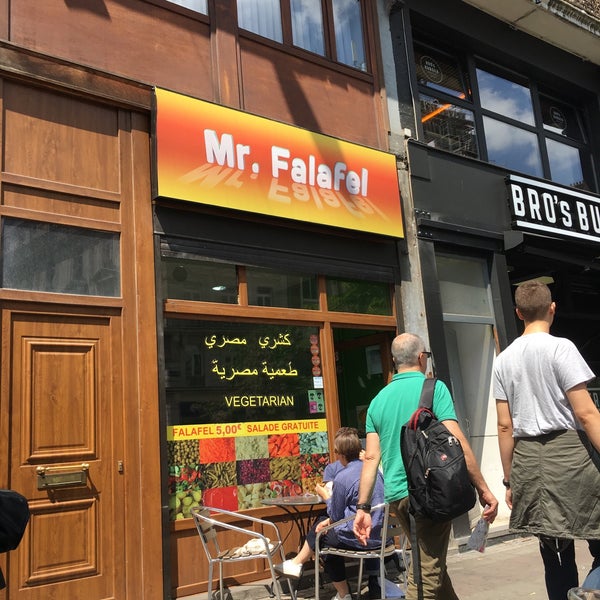 Mr. Falafel
BRO'S BU
كشري مصري
طعمية مصرية
VEGETARIAN
FALAFEL 5,00€ SALADE GRATUITE